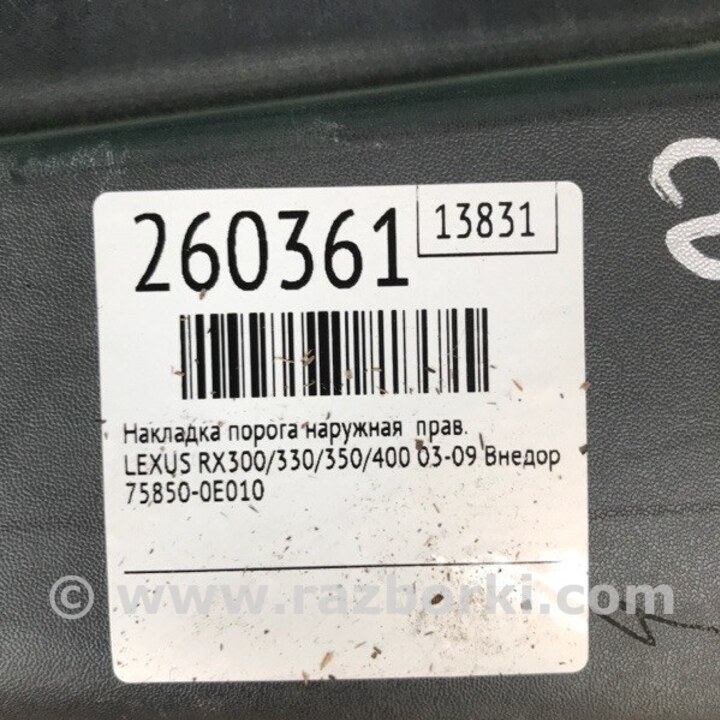 260361
13831
Накладка порога наружная прав.
LEXUS RX300/330/350/400 03-09 Внедор
75850-0E010
© www.razborki.com